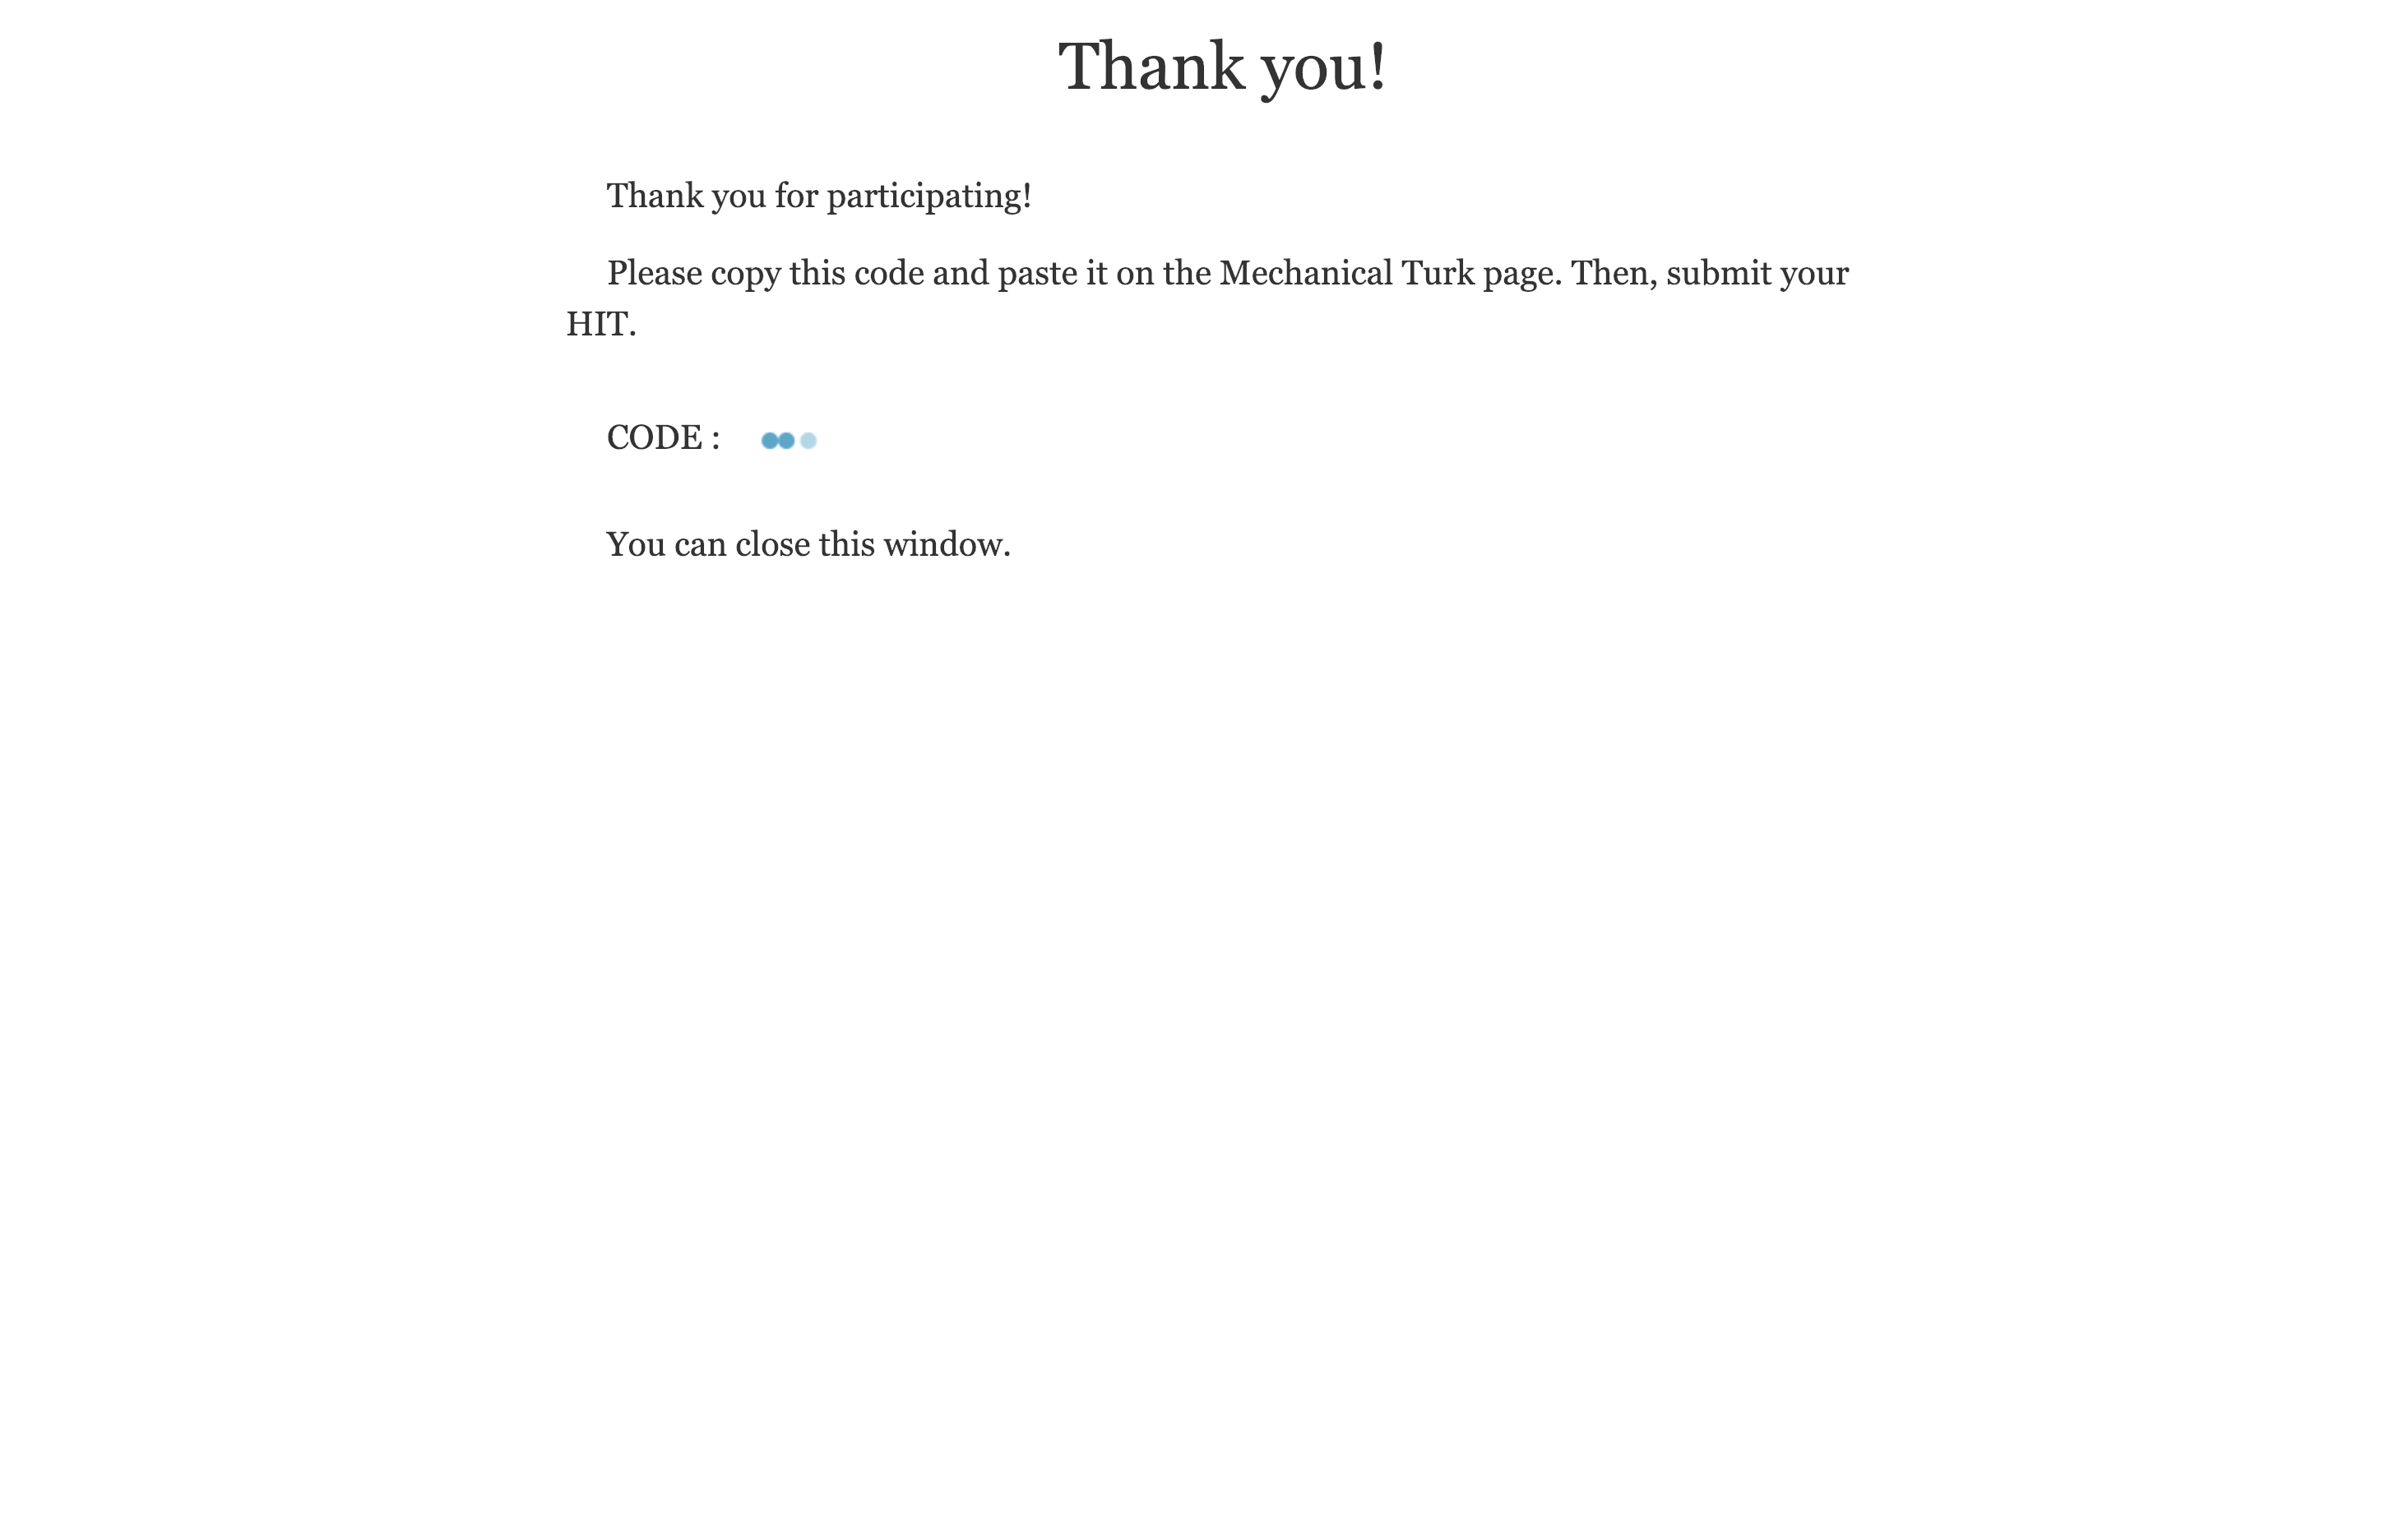 Thank you!
Thank you for participating!
Please copy this code and paste it on the Mechanical Turk page. Then, submit your
HIT.
CODE :
You can close this window.